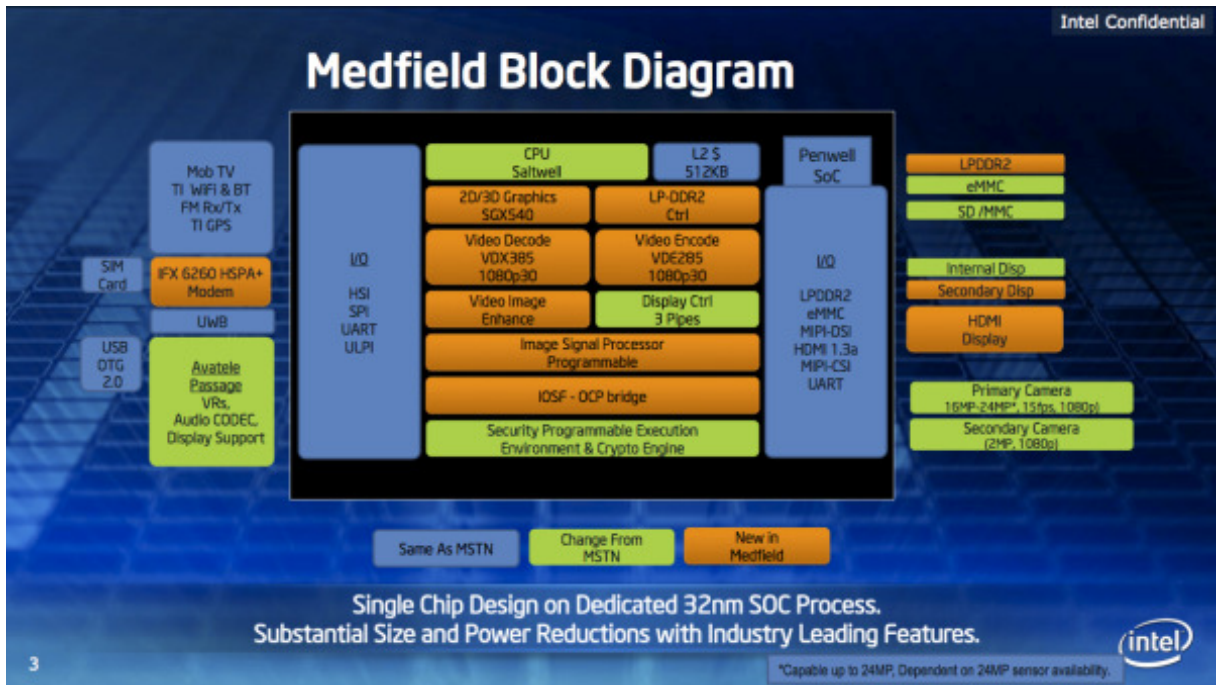 Intel Confidential
Medfield Block Diagram
Mob TV
TI WiFi & BT
FM Rx/Tx
TI GPS
SIM
Card
IFX 6260 HSPA+
Modem
UWB
USB
OTG
2.0
Avatele
Passage
VRs,
Audio CODEC,
Display Support
I/O
HSI
SPI
UART
ULPI
CPU
Saltwell
L2 $
512KB
2D/3D Graphics
SGX540
LP-DDR2
Ctrl
Video Decode
VDX385
1080p30
Video Encode
VDE285
1080p30
Video Image
Enhance
Display Ctrl
3 Pipes
Image Signal Processor
Programmable
IOSF - OCP bridge
Security Programmable Execution
Environment & Crypto Engine
Penwell
SoC
I/O
LPDDR2
eMMC
MIPI-DSI
HDMI 1.3a
MIPI-CSI
UART
LPDDR2
eMMC
SD /MMC
Internal Disp
Secondary Disp
HDMI
Display
Primary Camera
16MP-24MP*, 15fps, 1080p)
Secondary Camera
(2MP, 1080p)
Same As MSTN
Change From
MSTN
New in
Medfield
Single Chip Design on Dedicated 32nm SOC Process.
Substantial Size and Power Reductions with Industry Leading Features.
3
*Capable up to 24MP, Dependent on 24MP sensor availability.
intel